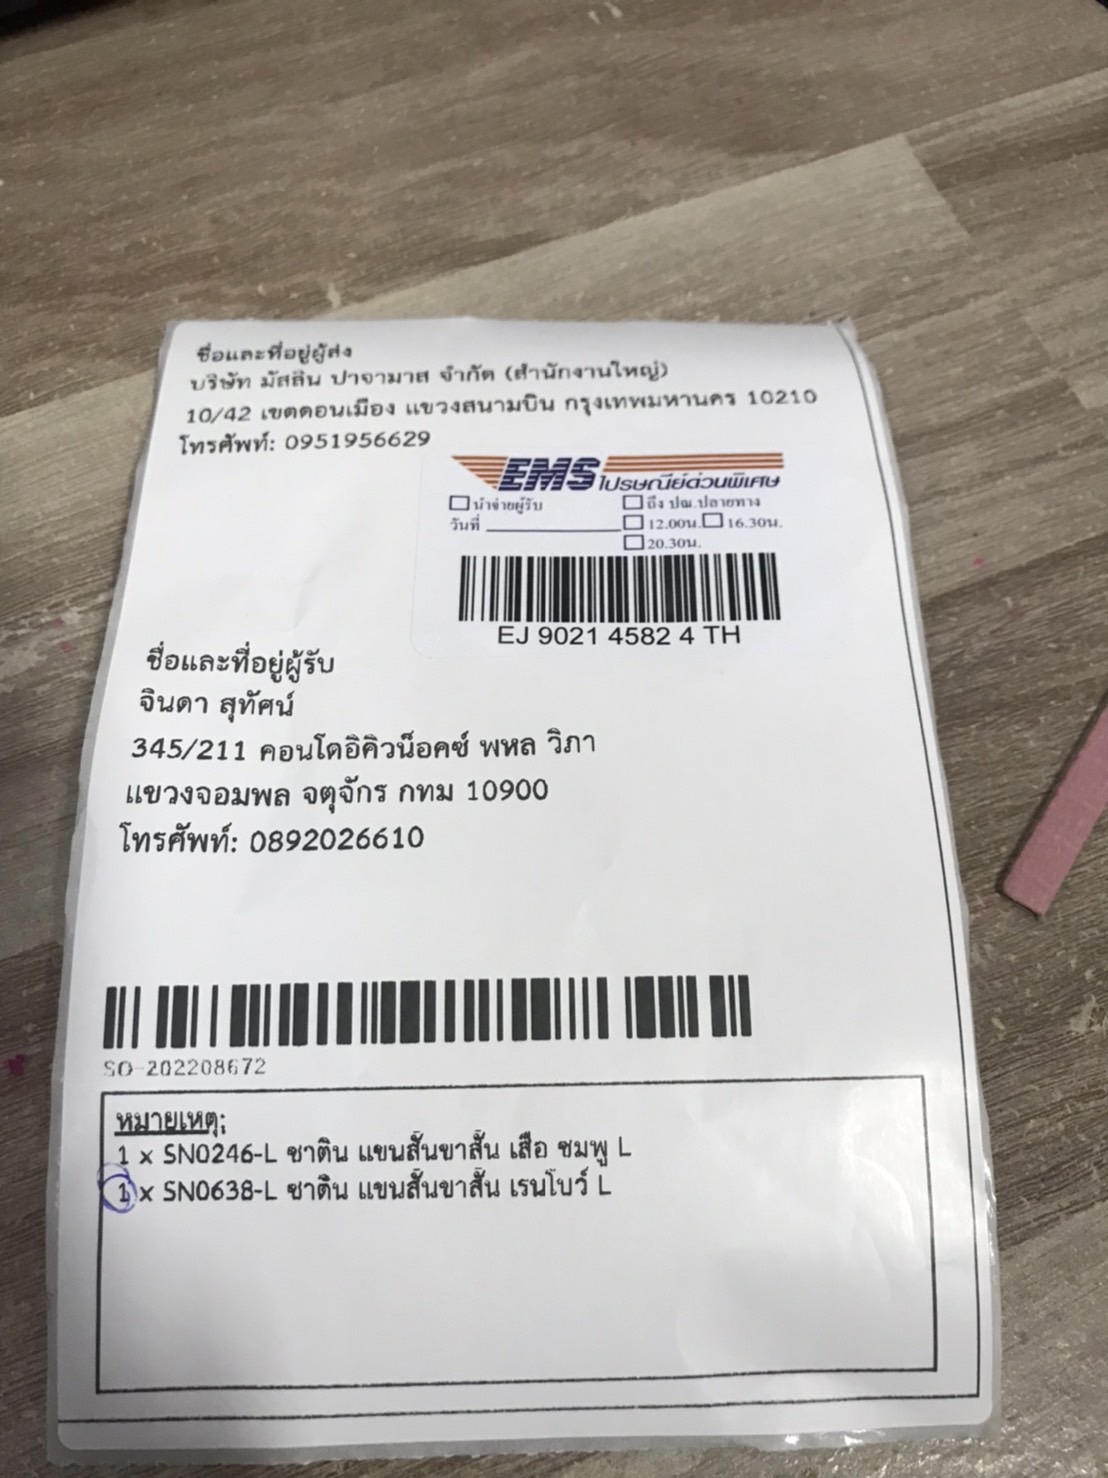 ชื่อและที่อยู่ผู้ส่ง
บริษัท มัสลิน ปาจามาส จำกัด (สำนักงานใหญ่)
10/42 เขตดอนเมือง แขวงสนามบิน กรุงเทพมหานคร 10210
โทรศัพท์: 0951956629
EMS ไปรษณีย์ด่วนพิเศษ
นำจ่ายผู้รับ ถึง ปณ.ปลายทาง
วันที่ 12.00น. 16.30น.
20.30น.
EJ 9021 4582 4 TH
ชื่อและที่อยู่ผู้รับ
จินดา สุทัศน์
345/211 คอนโดอิคิวน็อคซ์ พหล วิภา
แขวงจอมพล จตุจักร กทม 10900
โทรศัพท์: 0892026610
SO-202208672
หมายเหตุ:
1 x SN0246-L ซาติน แขนสั้นขาสั้น เสือ ชมพู L
1 x SN0638-L ซาติน แขนสั้นขาสั้น เรนโบว์ L